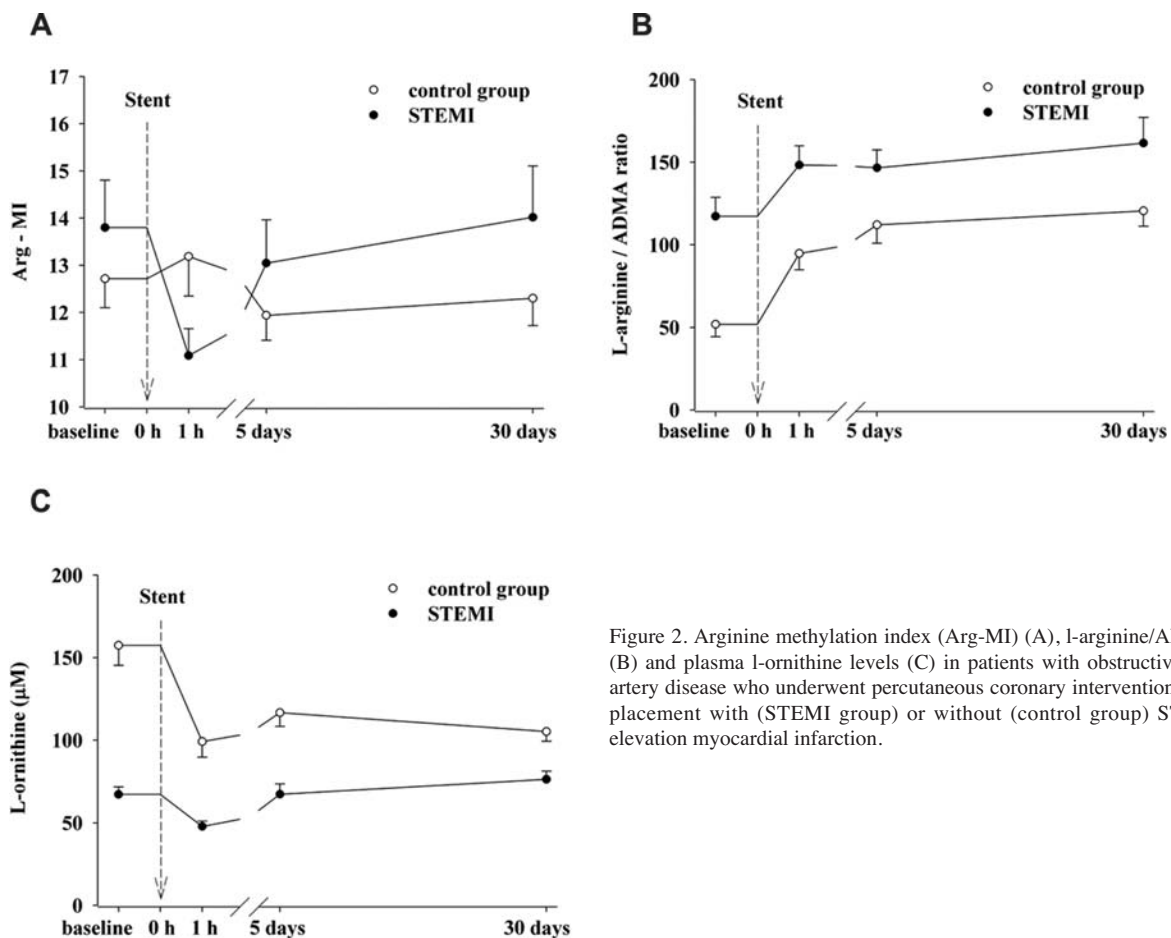 A
17
16
15
14
13
12
11
10
Arg - MI
Stent
control group
STEMI
baseline 0 h 1 h 5 days 30 days
B
200
150
100
50
0
L-arginine / ADMA ratio
Stent
control group
STEMI
baseline 0 h 1 h 5 days 30 days
C
200
150
100
50
0
L-ornithine (µM)
Stent
control group
STEMI
baseline 0 h 1 h 5 days 30 days
Figure 2. Arginine methylation index (Arg-MI) (A), l-arginine/A
(B) and plasma l-ornithine levels (C) in patients with obstructiv
artery disease who underwent percutaneous coronary intervention
placement with (STEMI group) or without (control group) S
elevation myocardial infarction.